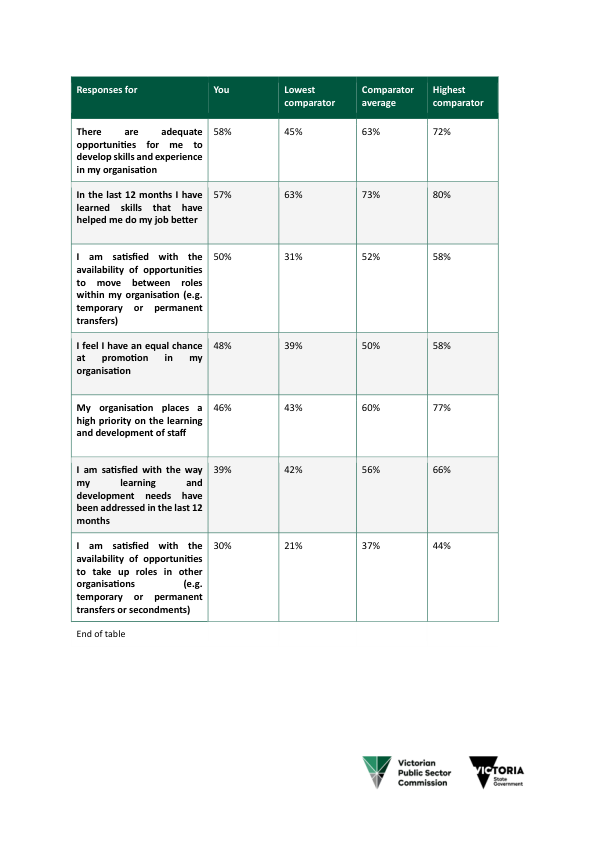 Responses for You Lowest comparator Comparator average Highest comparator
There are adequate opportunities for me to develop skills and experience in my organisation 58% 45% 63% 72%
In the last 12 months I have learned skills that have helped me do my job better 57% 63% 73% 80%
I am satisfied with the availability of opportunities to move between roles within my organisation (e.g. temporary or permanent transfers) 50% 31% 52% 58%
I feel I have an equal chance at promotion in my organisation 48% 39% 50% 58%
My organisation places a high priority on the learning and development of staff 46% 43% 60% 77%
I am satisfied with the way my learning and development needs have been addressed in the last 12 months 39% 42% 56% 66%
I am satisfied with the availability of opportunities to take up roles in other organisations (e.g. temporary or permanent transfers or secondments) 30% 21% 37% 44%
End of table
Victorian
Public Sector
Commission
VICTORIA
State
Government